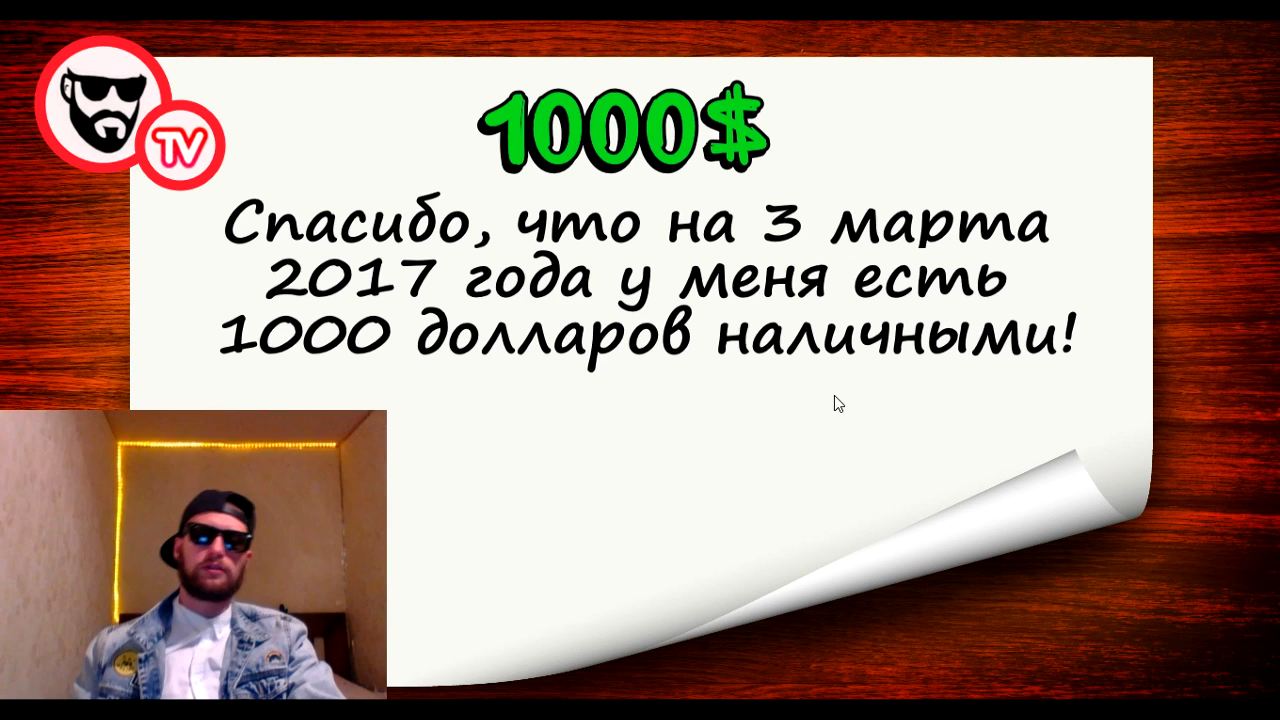 TV
1000$
Спасибо, что на 3 марта
2017 года у меня есть
1000 долларов наличными!